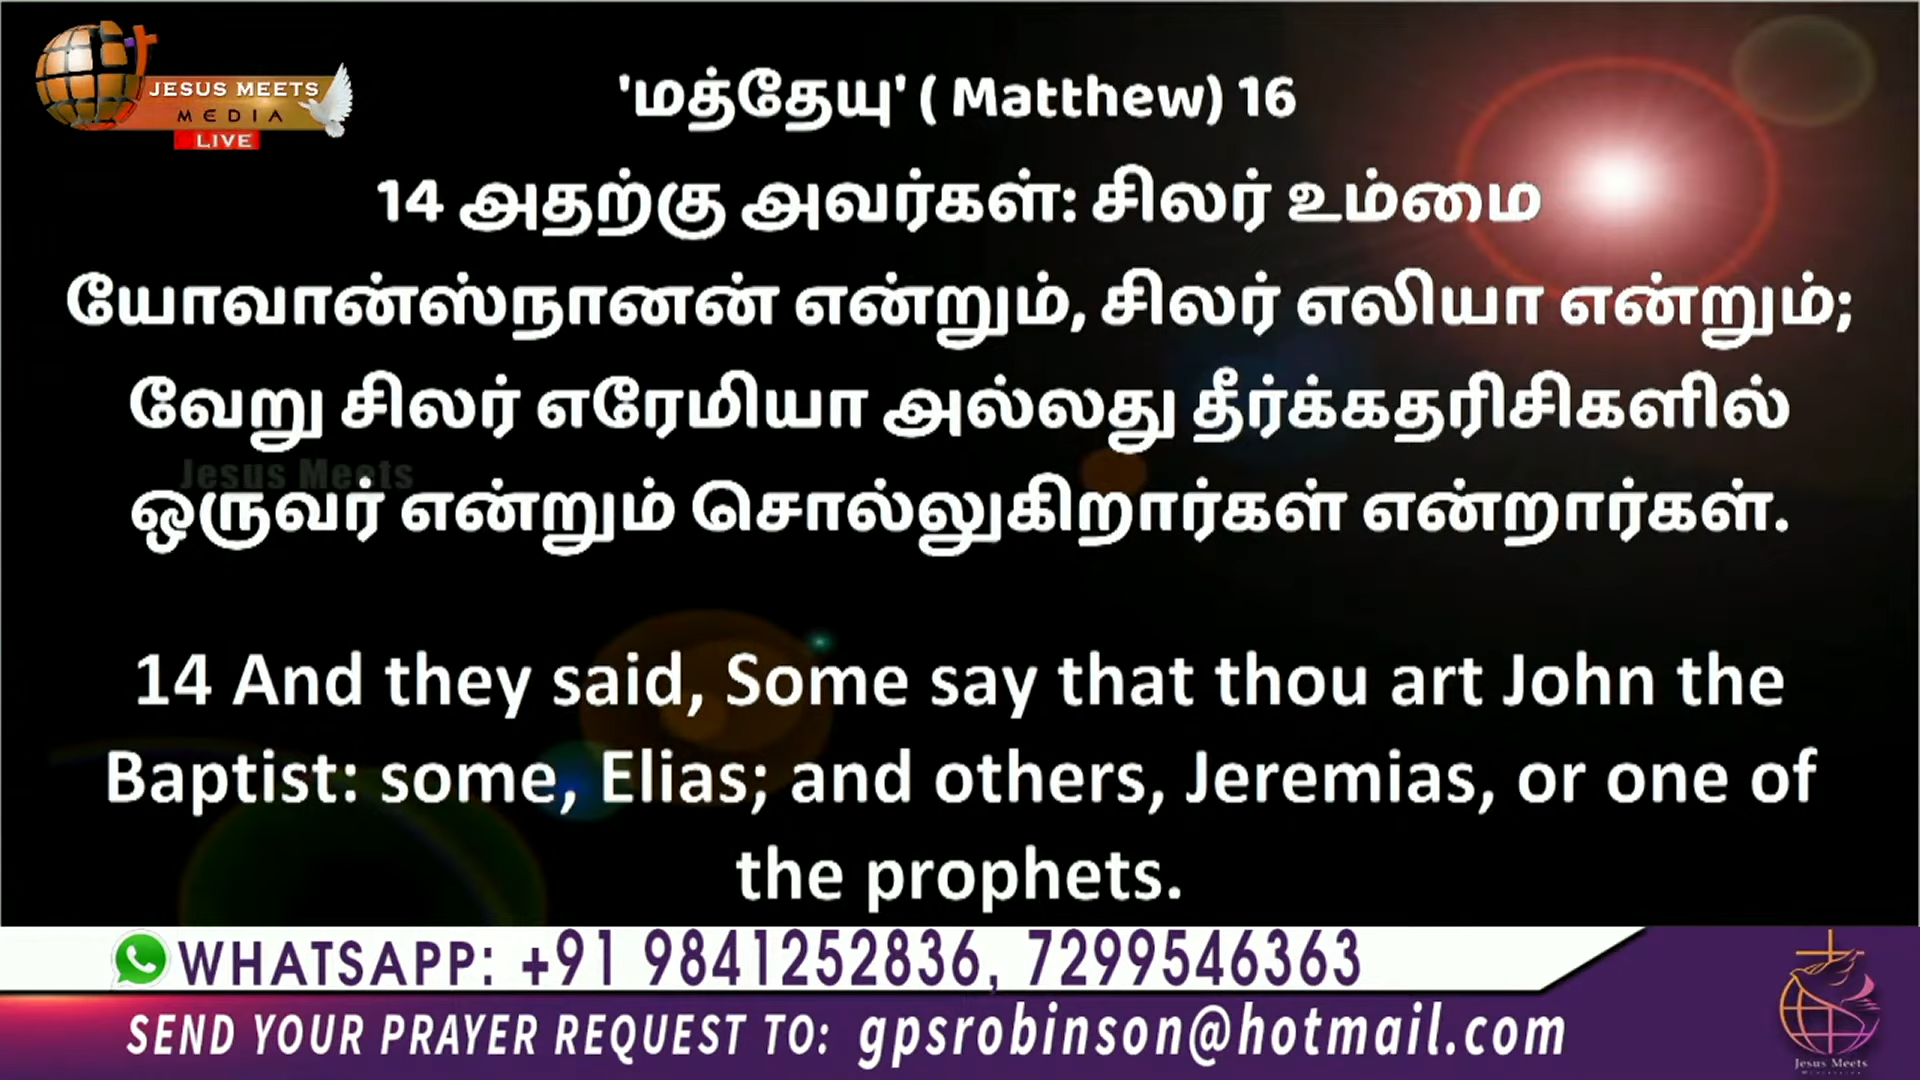 JESUS MEETS
MEDIA
LIVE
'மத்தேயு' ( Matthew) 16
14 அதற்கு அவர்கள்: சிலர் உம்மை
யோவான்ஸ்நானன் என்றும், சிலர் எலியா என்றும்;
வேறு சிலர் எரேமியா அல்லது தீர்க்கதரிசிகளில்
Jesus Meets
ஒருவர் என்றும் சொல்லுகிறார்கள் என்றார்கள்.
14 And they said, Some say that thou art John the
Baptist: some, Elias; and others, Jeremias, or one of
the prophets.
WHATSAPP: +91 9841252836, 7299546363
SEND YOUR PRAYER REQUEST TO: gpsrobinson@hotmail.com
Jesus Meets